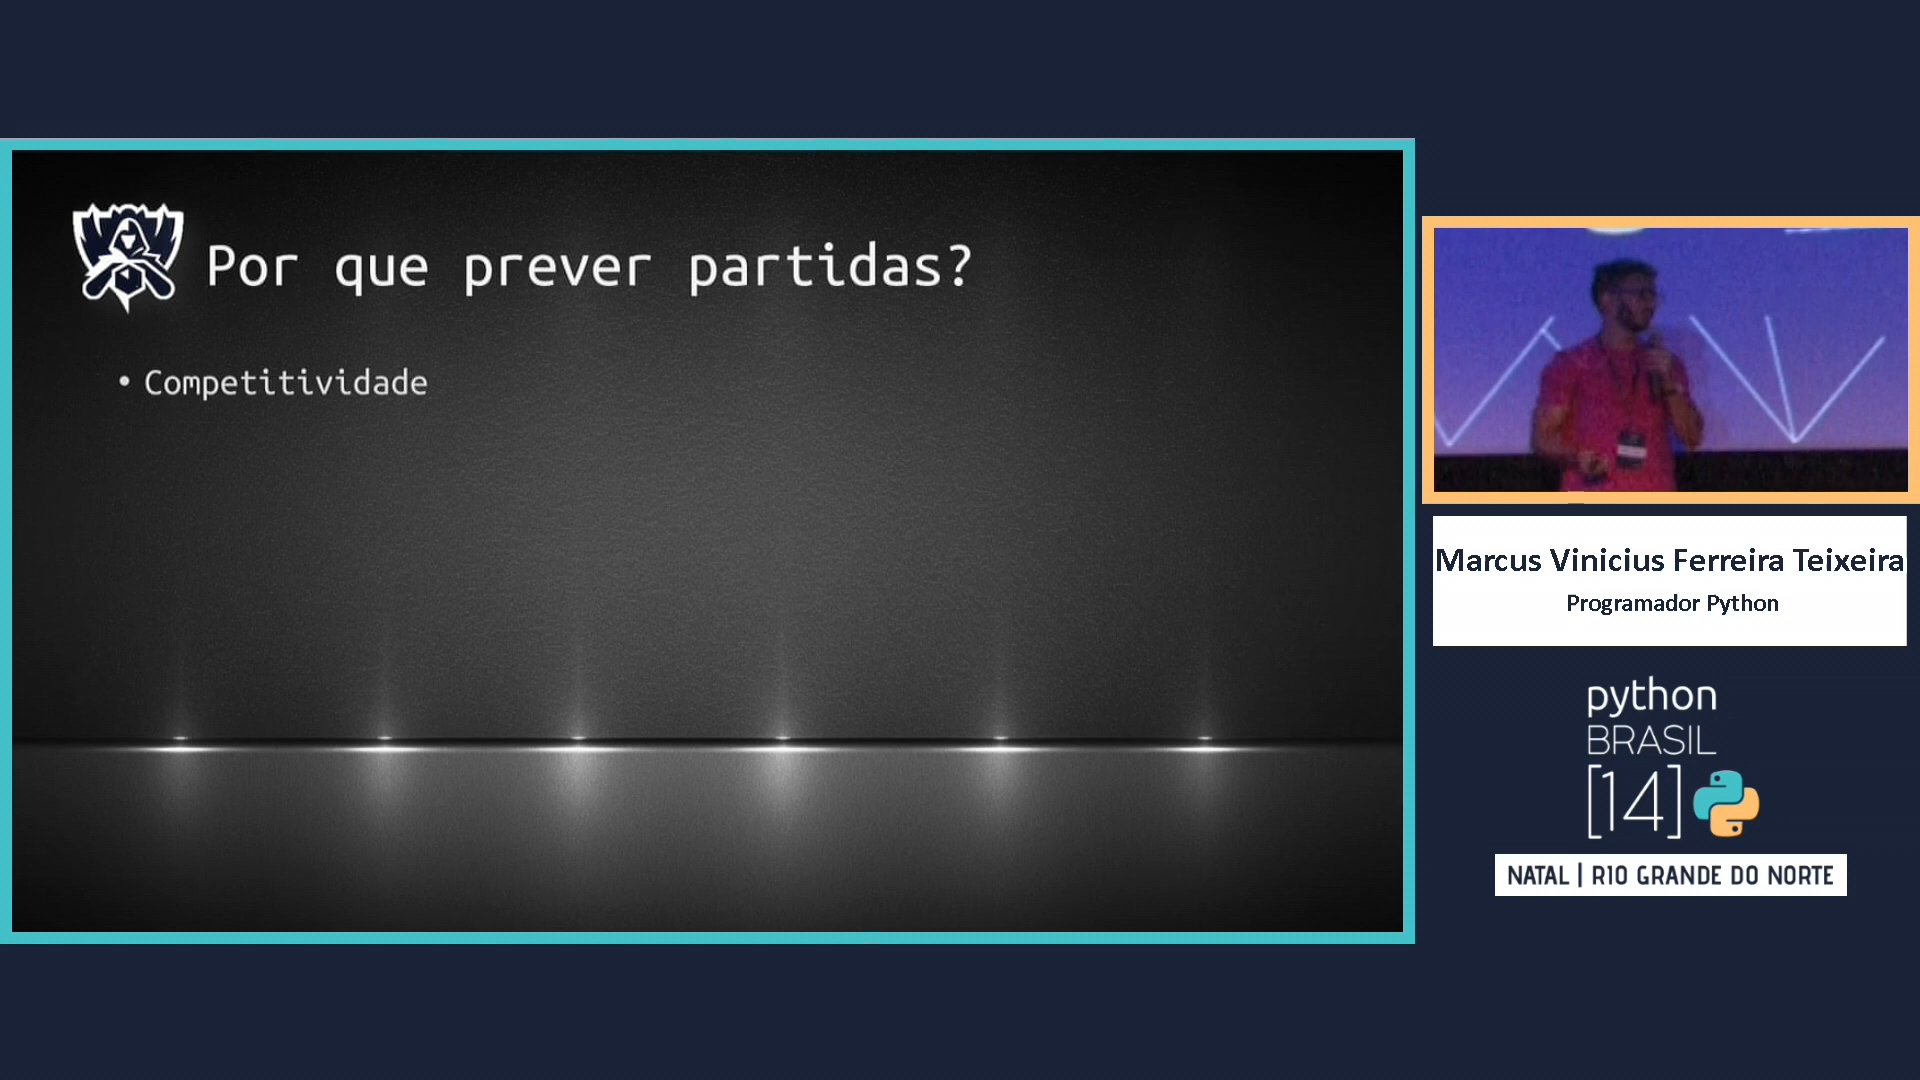 Por que prever partidas?
• Competitividade
Marcus Vinicius Ferreira Teixeira
Programador Python
python
BRASIL
[14]
NATAL | RIO GRANDE DO NORTE